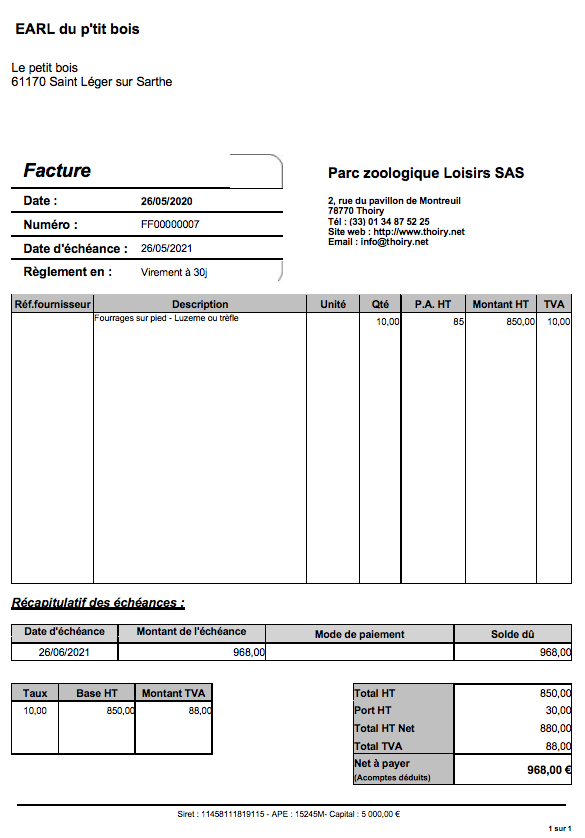 EARL du p'tit bois
Le petit bois
61170 Saint Léger sur Sarthe
Facture
Date : 26/05/2020
Numéro : FF00000007
Date d'échéance : 26/05/2021
Règlement en : Virement à 30j
Parc zoologique Loisirs SAS
2, rue du pavillon de Montreuil
78770 Thoiry
Tél : (33) 01 34 87 52 25
Site web : http://www.thoiry.net
Email : info@thoiry.net
Réf.fournisseur Description Unité Qté P.A. HT Montant HT TVA
Fourrages sur pied - Luzerne ou trèfle 10,00 85 850,00 10,00
Récapitulatif des échéances :
Date d'échéance Montant de l'échéance Mode de paiement Solde dû
26/06/2021 968,00 968,00
Taux Base HT Montant TVA
10,00 850,00 88,00
Total HT 850,00
Port HT 30,00
Total HT Net 880,00
Total TVA 88,00
Net à payer 968,00 €
(Acomptes déduits)
Siret : 11458111819115 - APE : 15245M- Capital : 5 000,00 €
1 sur 1